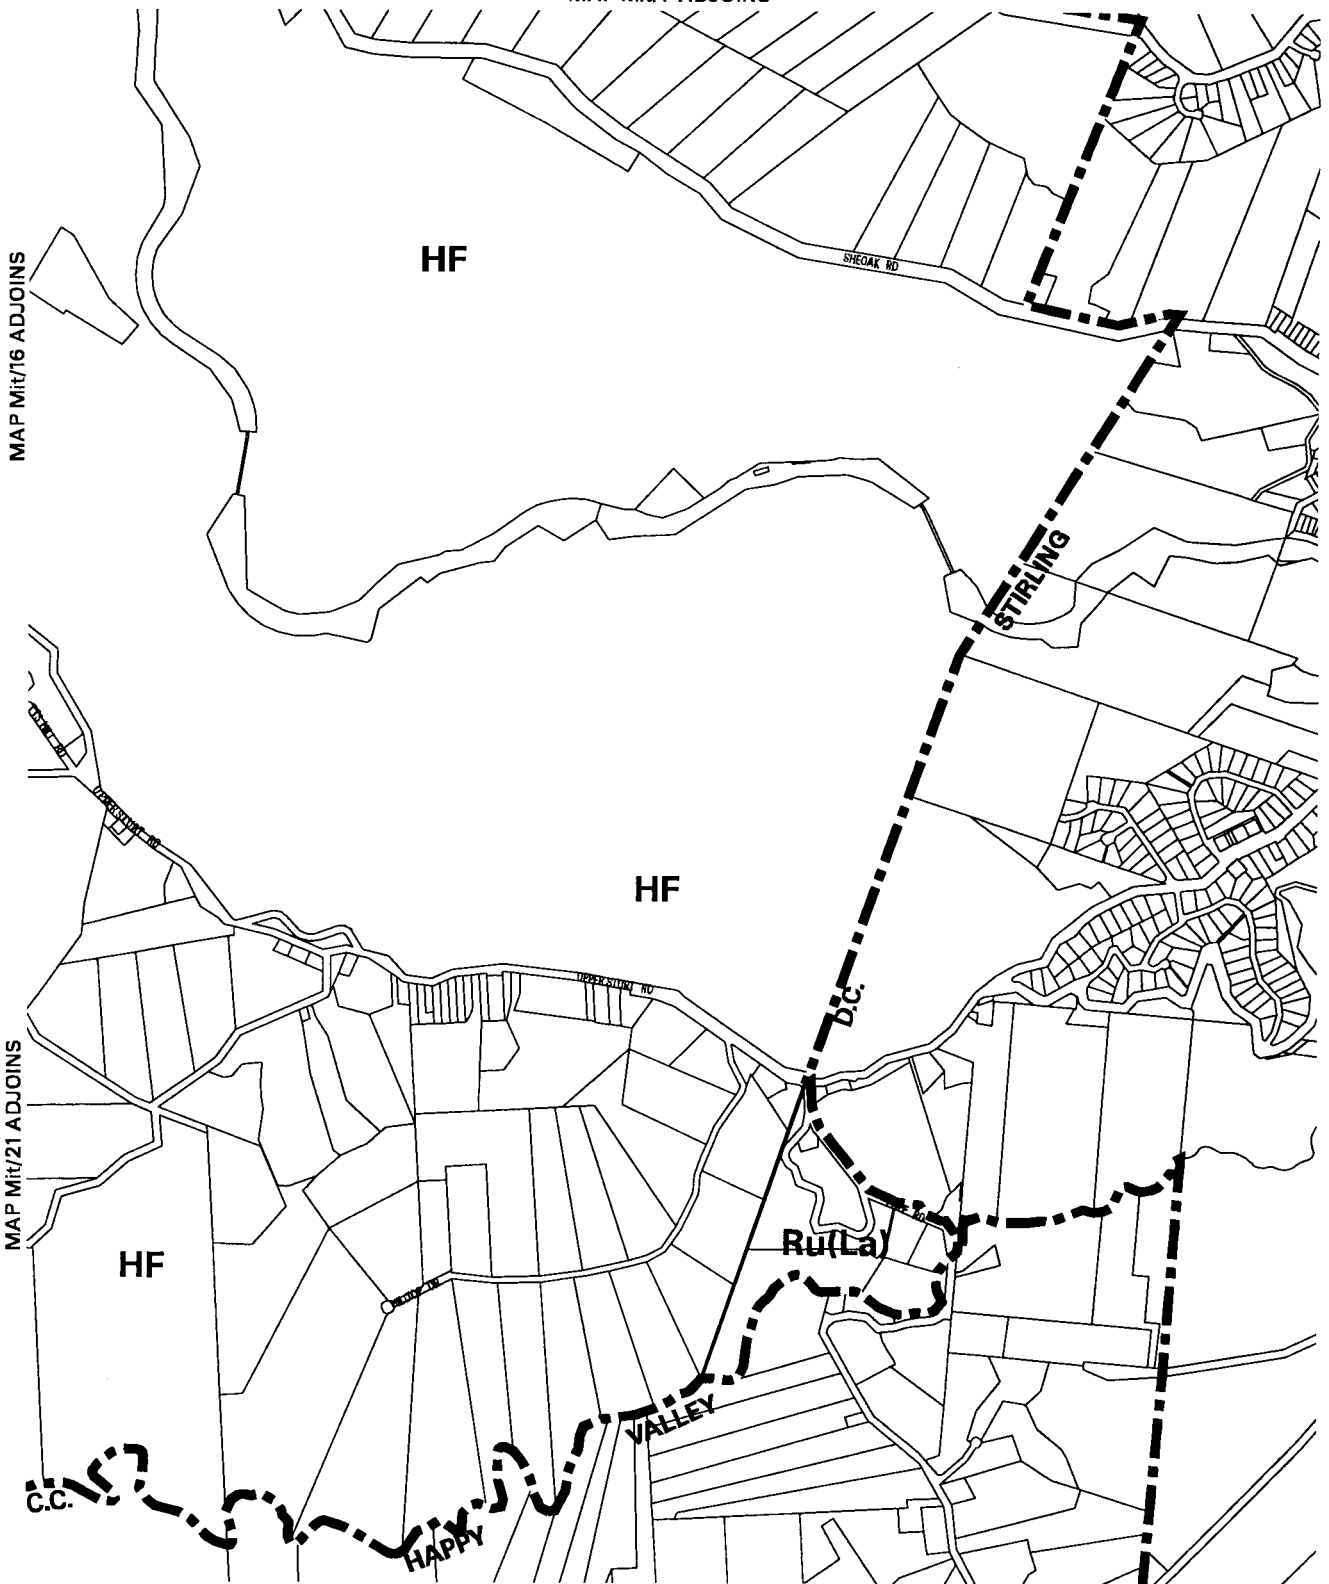 MAP Mit/16 ADJOINS
HF
SHEOAK RD
STIRLING
D.C.
HF
UPPER STURT RD
UPPER STURT RD
MAP Mit/21 ADJOINS
HF
Ru(La)
C.C.
HAPPY
VALLEY